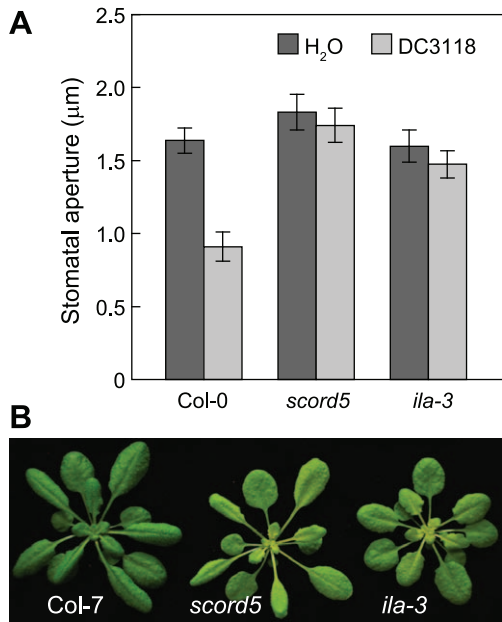 A
Stomatal aperture (μm)
2.5
2.0
1.5
1.0
0.5
0
H₂O
DC3118
Col-0
scord5
ila-3
B
Col-7
scord5
ila-3